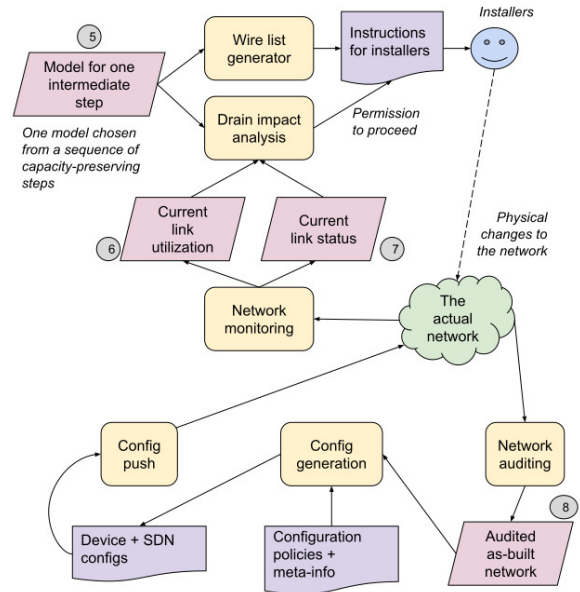 Installers
5
Wire list
generator
Instructions
for installers
Model for one
intermediate
step
Drain impact
analysis
Permission
to proceed
One model chosen
from a sequence of
capacity-preserving
steps
Current
link
utilization
6
Current
link status
7
Physical
changes to
the network
Network
monitoring
The
actual
network
Config
push
Config
generation
Network
auditing
8
Device + SDN
configs
Configuration
policies +
meta-info
Audited
as-built
network